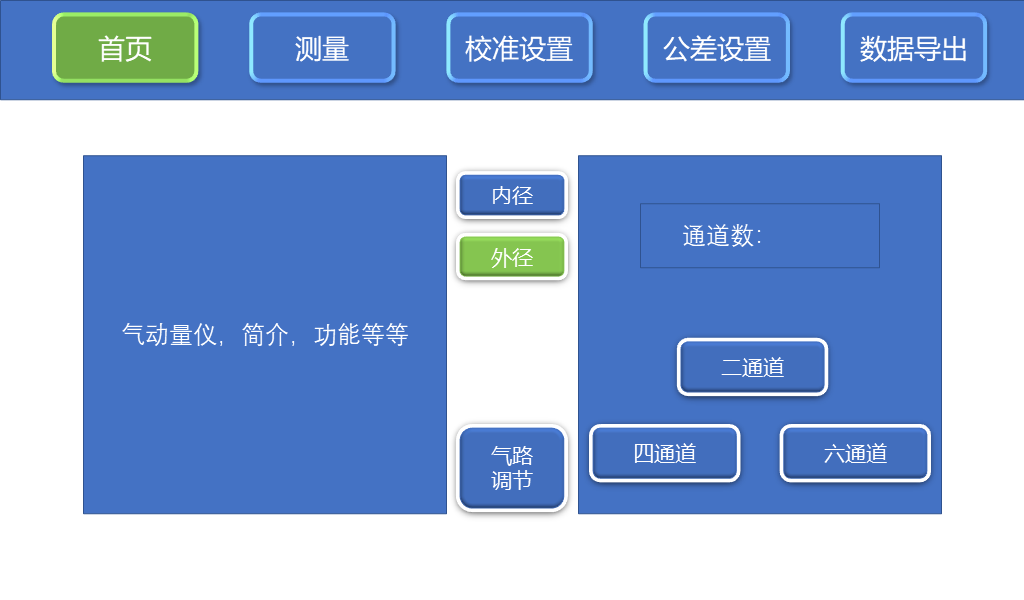 首页
测量
校准设置
公差设置
数据导出
气动量仪，简介，功能等等
内径
外径
气路
调节
通道数：
二通道
四通道
六通道